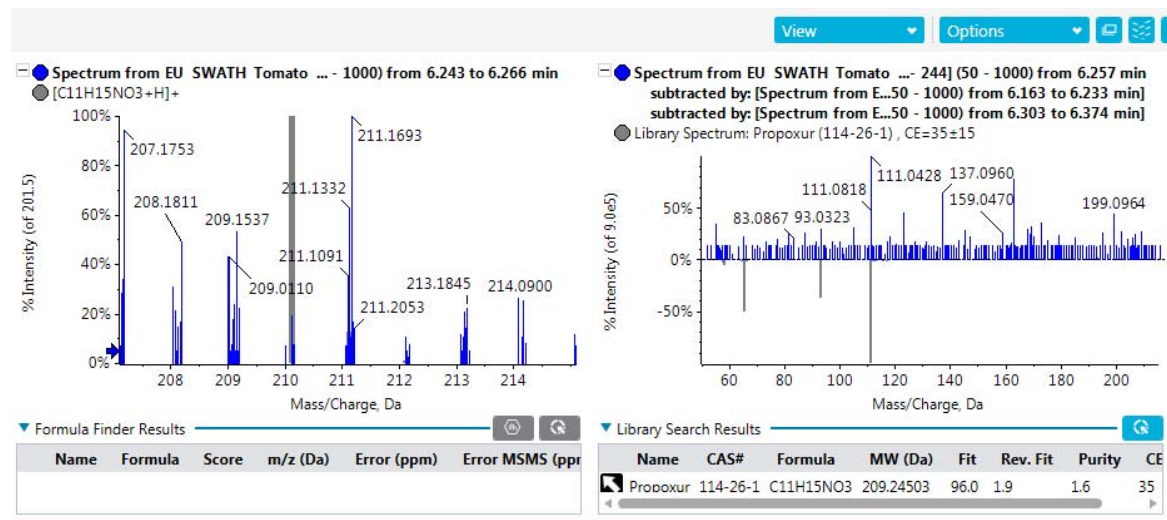 View Options
Spectrum from EU SWATH Tomato ... - 1000) from 6.243 to 6.266 min
[C11H15NO3+H]+
100%
80%
60%
40%
20%
0%
% Intensity (of 201.5)
207.1753
211.1693
208.1811
211.1332
209.1537
211.1091
209.0110
211.2053
213.1845
214.0900
208 209 210 211 212 213 214
Mass/Charge, Da
Spectrum from EU SWATH Tomato ...- 244] (50 - 1000) from 6.257 min
subtracted by: [Spectrum from E...50 - 1000) from 6.163 to 6.233 min]
subtracted by: [Spectrum from E...50 - 1000) from 6.303 to 6.374 min]
Library Spectrum: Propoxur (114-26-1) , CE=35±15
50%
0%
-50%
% Intensity (of 9.0e5)
111.0428
137.0960
111.0818
159.0470
199.0964
83.0867
93.0323
60 80 100 120 140 160 180 200
Mass/Charge, Da
Formula Finder Results
Name Formula Score m/z (Da) Error (ppm) Error MSMS (ppr
Library Search Results
Name CAS# Formula MW (Da) Fit Rev. Fit Purity CE
Propoxur 114-26-1 C11H15NO3 209.24503 96.0 1.9 1.6 35